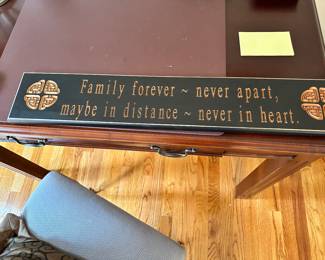 Family forever ~ never apart,
maybe in distance ~ never in heart.